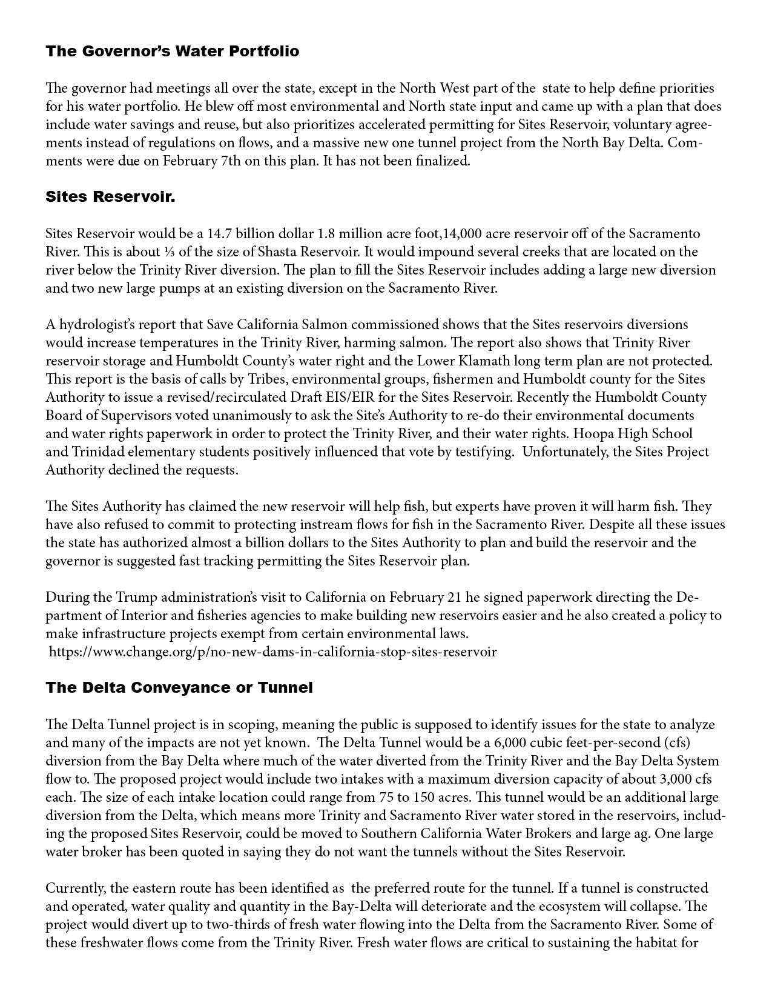 The Governor’s Water Portfolio
The governor had meetings all over the state, except in the North West part of the  state to help define priorities
for his water portfolio. He blew off most environmental and North state input and came up with a plan that does
include water savings and reuse, but also prioritizes accelerated permitting for Sites Reservoir, voluntary agree-
ments instead of regulations on flows, and a massive new one tunnel project from the North Bay Delta. Com-
ments were due on February 7th on this plan. It has not been finalized.
Sites Reservoir.
Sites Reservoir would be a 14.7 billion dollar 1.8 million acre foot,14,000 acre reservoir off of the Sacramento
River. This is about ⅓ of the size of Shasta Reservoir. It would impound several creeks that are located on the
river below the Trinity River diversion. The plan to fill the Sites Reservoir includes adding a large new diversion
and two new large pumps at an existing diversion on the Sacramento River.
A hydrologist’s report that Save California Salmon commissioned shows that the Sites reservoirs diversions
would increase temperatures in the Trinity River, harming salmon. The report also shows that Trinity River
reservoir storage and Humboldt County’s water right and the Lower Klamath long term plan are not protected.
This report is the basis of calls by Tribes, environmental groups, fishermen and Humboldt county for the Sites
Authority to issue a revised/recirculated Draft EIS/EIR for the Sites Reservoir. Recently the Humboldt County
Board of Supervisors voted unanimously to ask the Site’s Authority to re-do their environmental documents
and water rights paperwork in order to protect the Trinity River, and their water rights. Hoopa High School
and Trinidad elementary students positively influenced that vote by testifying.  Unfortunately, the Sites Project
Authority declined the requests.
The Sites Authority has claimed the new reservoir will help fish, but experts have proven it will harm fish. They
have also refused to commit to protecting instream flows for fish in the Sacramento River. Despite all these issues
the state has authorized almost a billion dollars to the Sites Authority to plan and build the reservoir and the
governor is suggested fast tracking permitting the Sites Reservoir plan.
During the Trump administration’s visit to California on February 21 he signed paperwork directing the De-
partment of Interior and fisheries agencies to make building new reservoirs easier and he also created a policy to
make infrastructure projects exempt from certain environmental laws.
https://www.change.org/p/no-new-dams-in-california-stop-sites-reservoir
The Delta Conveyance or Tunnel
The Delta Tunnel project is in scoping, meaning the public is supposed to identify issues for the state to analyze
and many of the impacts are not yet known.  The Delta Tunnel would be a 6,000 cubic feet-per-second (cfs)
diversion from the Bay Delta where much of the water diverted from the Trinity River and the Bay Delta System
flow to. The proposed project would include two intakes with a maximum diversion capacity of about 3,000 cfs
each. The size of each intake location could range from 75 to 150 acres. This tunnel would be an additional large
diversion from the Delta, which means more Trinity and Sacramento River water stored in the reservoirs, includ-
ing the proposed Sites Reservoir, could be moved to Southern California Water Brokers and large ag. One large
water broker has been quoted in saying they do not want the tunnels without the Sites Reservoir.
Currently, the eastern route has been identified as  the preferred route for the tunnel. If a tunnel is constructed
and operated, water quality and quantity in the Bay-Delta will deteriorate and the ecosystem will collapse. The
project would divert up to two-thirds of fresh water flowing into the Delta from the Sacramento River. Some of
these freshwater flows come from the Trinity River. Fresh water flows are critical to sustaining the habitat for